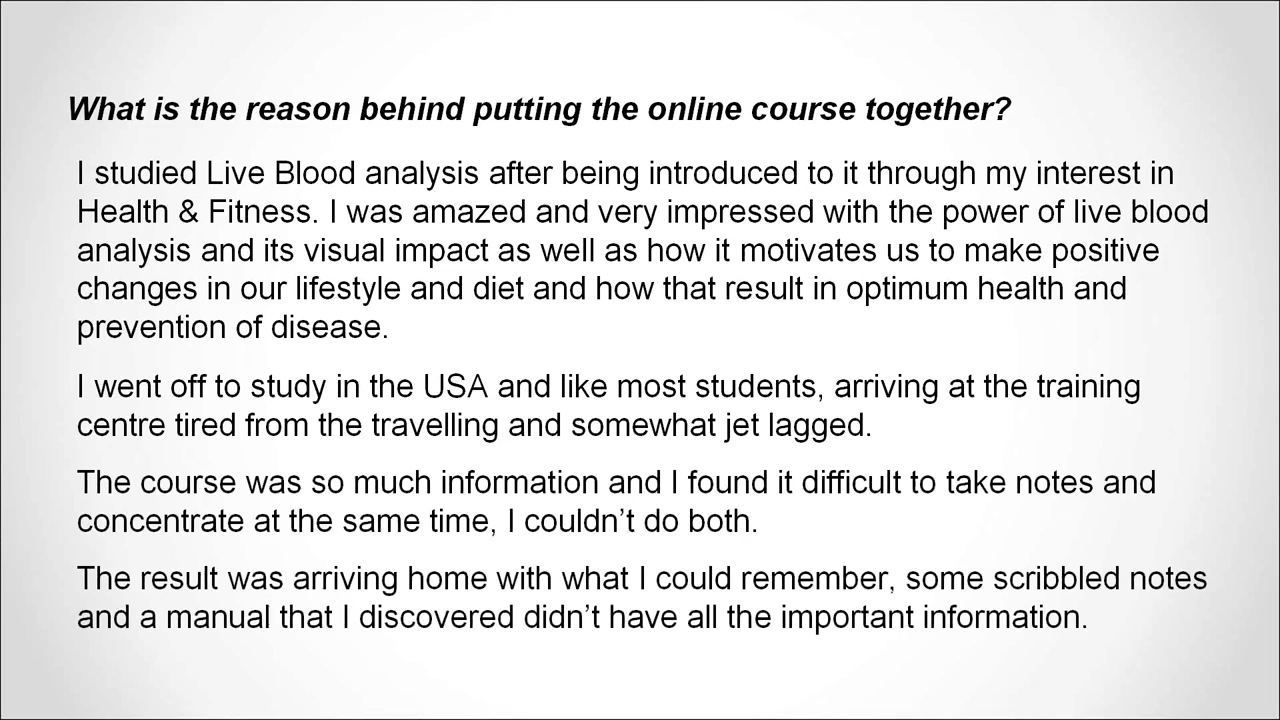 What is the reason behind putting the online course together?
I studied Live Blood analysis after being introduced to it through my interest in
Health & Fitness. I was amazed and very impressed with the power of live blood
analysis and its visual impact as well as how it motivates us to make positive
changes in our lifestyle and diet and how that result in optimum health and
prevention of disease.
I went off to study in the USA and like most students, arriving at the training
centre tired from the travelling and somewhat jet lagged.
The course was so much information and I found it difficult to take notes and
concentrate at the same time, I couldn’t do both.
The result was arriving home with what I could remember, some scribbled notes
and a manual that I discovered didn’t have all the important information.